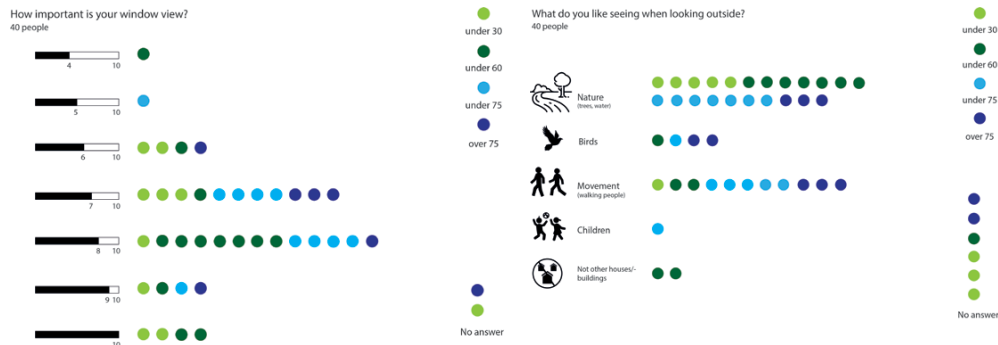 How important is your window view?
40 people
4 10
5 10
6 10
7 10
8 10
9 10
10
under 30
under 60
under 75
over 75
No answer
What do you like seeing when looking outside?
40 people
Nature
(trees, water)
Birds
Movement
(walking people)
Children
Not other houses/-
buildings
under 30
under 60
under 75
over 75
No answer